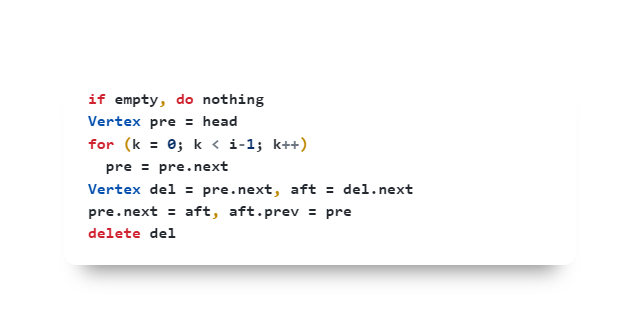 if empty, do nothing
Vertex pre = head
for (k = 0; k < i-1; k++)
  pre = pre.next
Vertex del = pre.next, aft = del.next
pre.next = aft, aft.prev = pre
delete del